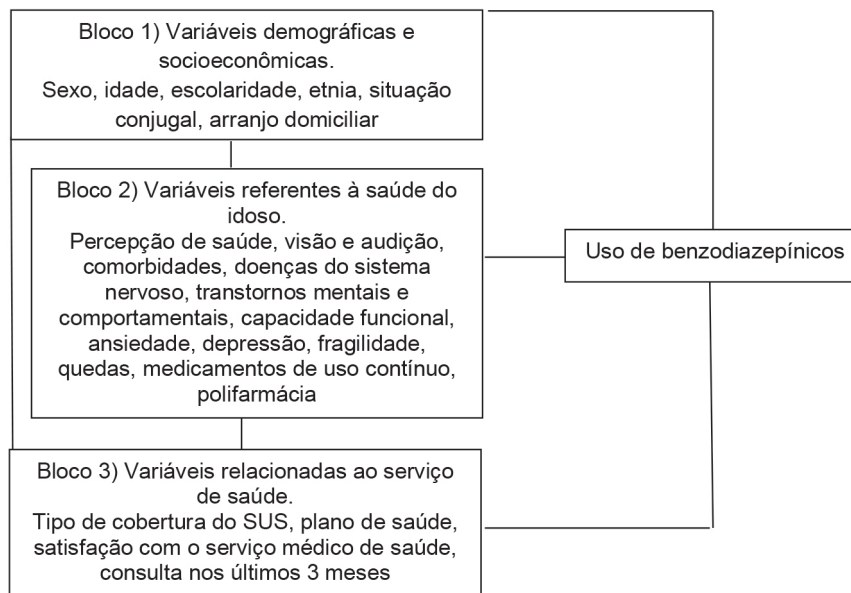 Bloco 1) Variáveis demográficas e
socioeconômicas.
Sexo, idade, escolaridade, etnia, situação
conjugal, arranjo domiciliar
Bloco 2) Variáveis referentes à saúde do
idoso.
Percepção de saúde, visão e audição,
comorbidades, doenças do sistema
nervoso, transtornos mentais e
comportamentais, capacidade funcional,
ansiedade, depressão, fragilidade,
quedas, medicamentos de uso contínuo,
polifarmácia
Uso de benzodiazepínicos
Bloco 3) Variáveis relacionadas ao serviço
de saúde.
Tipo de cobertura do SUS, plano de saúde,
satisfação com o serviço médico de saúde,
consulta nos últimos 3 meses